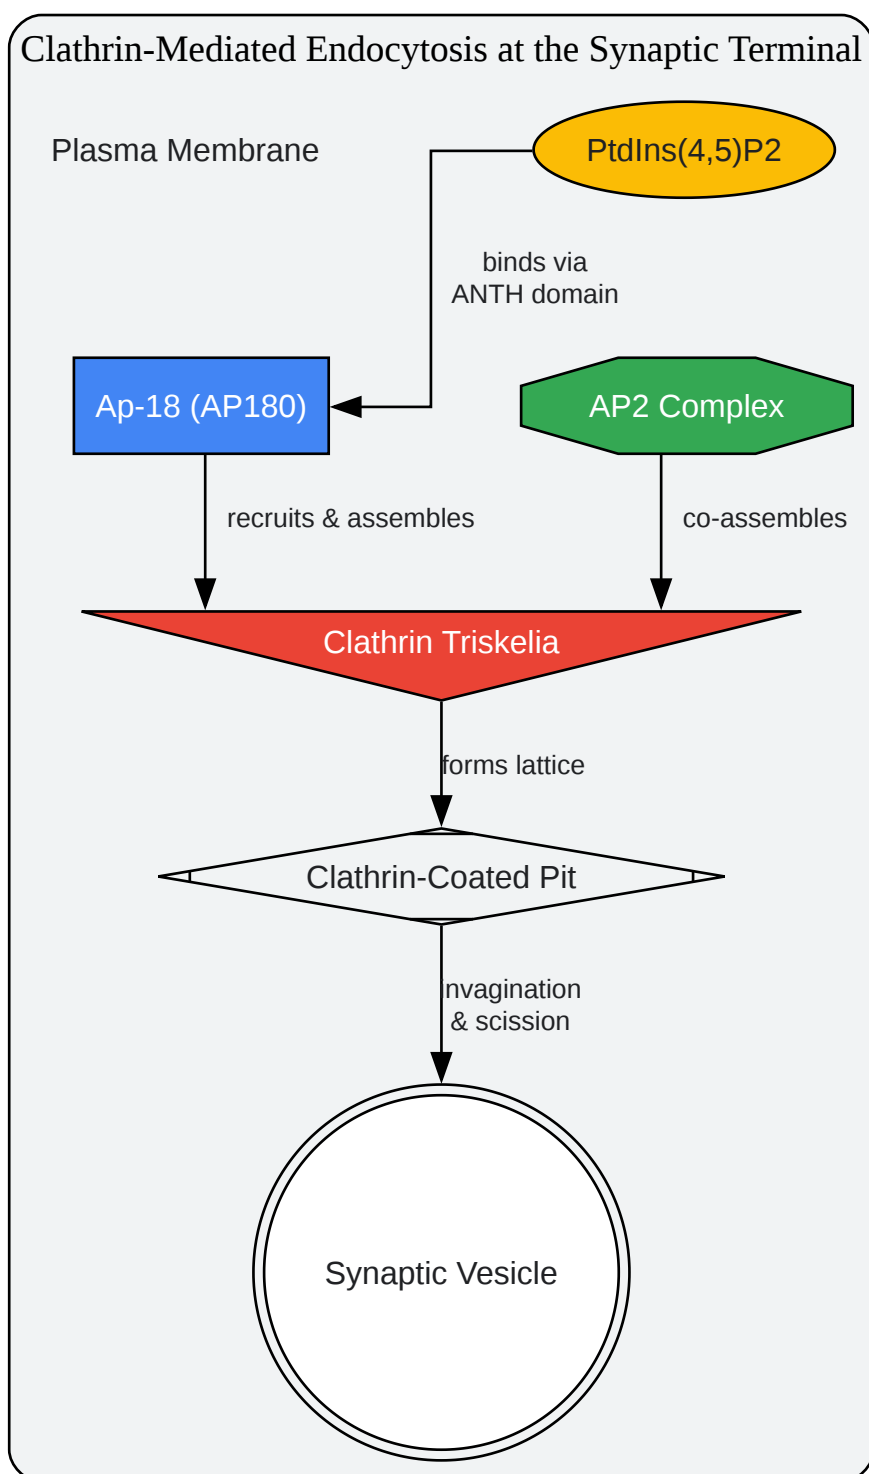 Clathrin-Mediated Endocytosis at the Synaptic Terminal
Plasma Membrane
PtdIns(4,5)P2
binds via
ANTH domain
Ap-18 (AP180)
AP2 Complex
recruits & assembles
co-assembles
Clathrin Triskelia
forms lattice
Clathrin-Coated Pit
invagination
& scission
Synaptic Vesicle